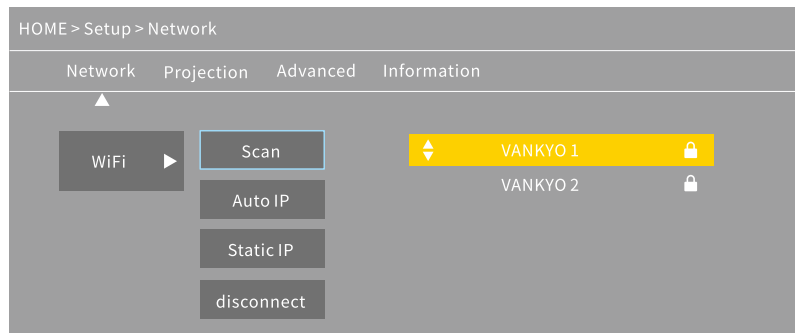 HOME > Setup > Network
Network Projection Advanced Information
WiFi
Scan
Auto IP
Static IP
disconnect
VANKYO 1
VANKYO 2